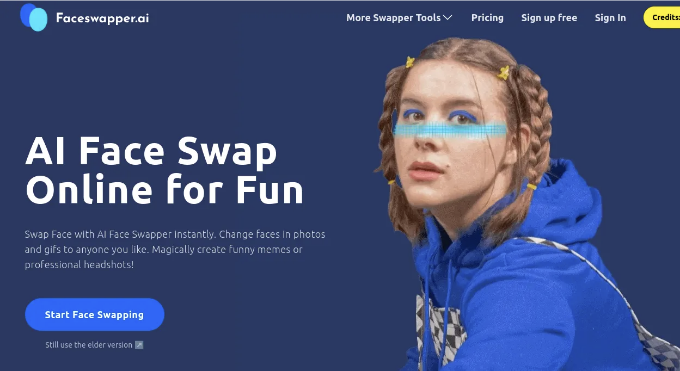 Faceswapper.ai
More Swapper Tools Pricing Sign up free Sign In Credits:
AI Face Swap
Online for Fun
Swap Face with AI Face Swapper Instantly. Change faces in photos
and gifs to anyone you like. Magically create funny memes or
professional headshots!
Start Face Swapping
Still use the elder version